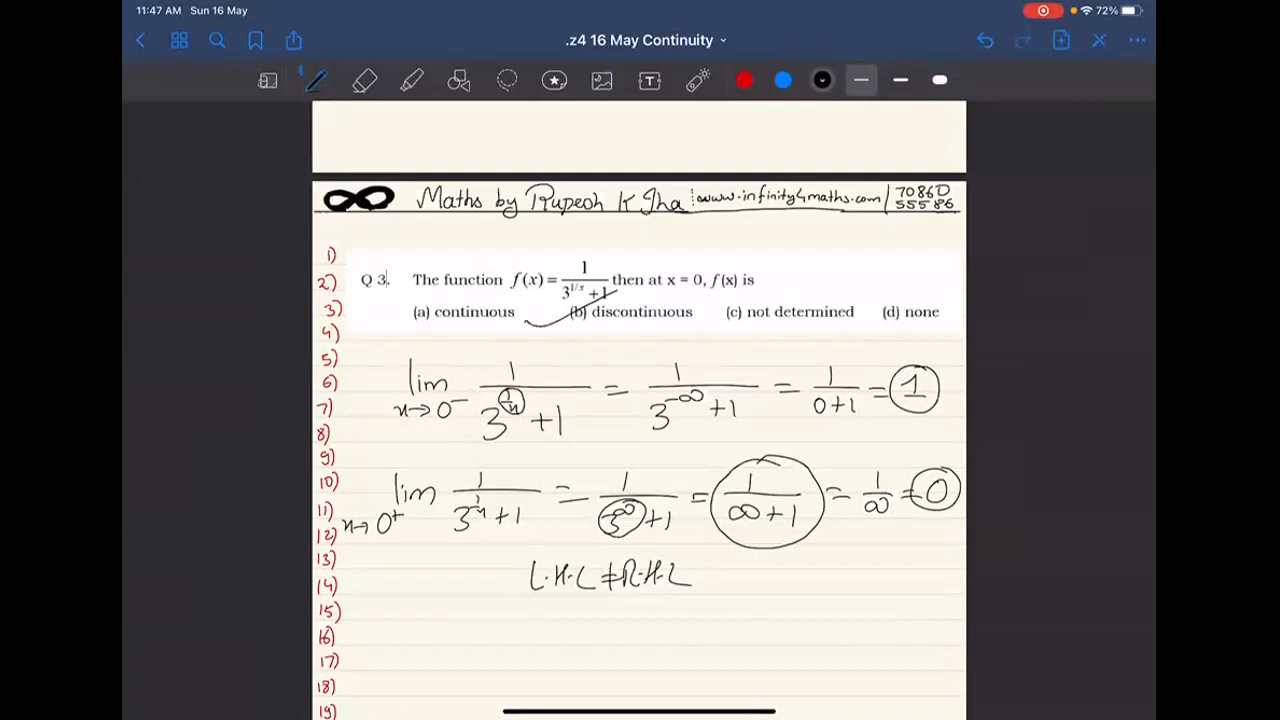 11:47 AM Sun 16 May 72%
.z4 16 May Continuity
T
Maths by Rupesh K Jha www.infinity4maths.com 70860 55586
1)
2) Q 3. The function f(x) = 1/(3^{1/x} + 1) then at x = 0, f(x) is
3) (a) continuous (b) discontinuous (c) not determined (d) none
4)
5)
6) lim x→0⁻ 1/(3^{1/x} + 1) = 1/(3^{-∞} + 1) = 1/(0+1) = 1
7)
8)
9)
10) lim x→0⁺ 1/(3^{1/x} + 1) = 1/(3^∞ + 1) = 1/(∞ + 1) = 1/∞ = 0
11)
12)
13)
14) L.H.L ≠ R.H.L
15)
16)
17)
18)
19)